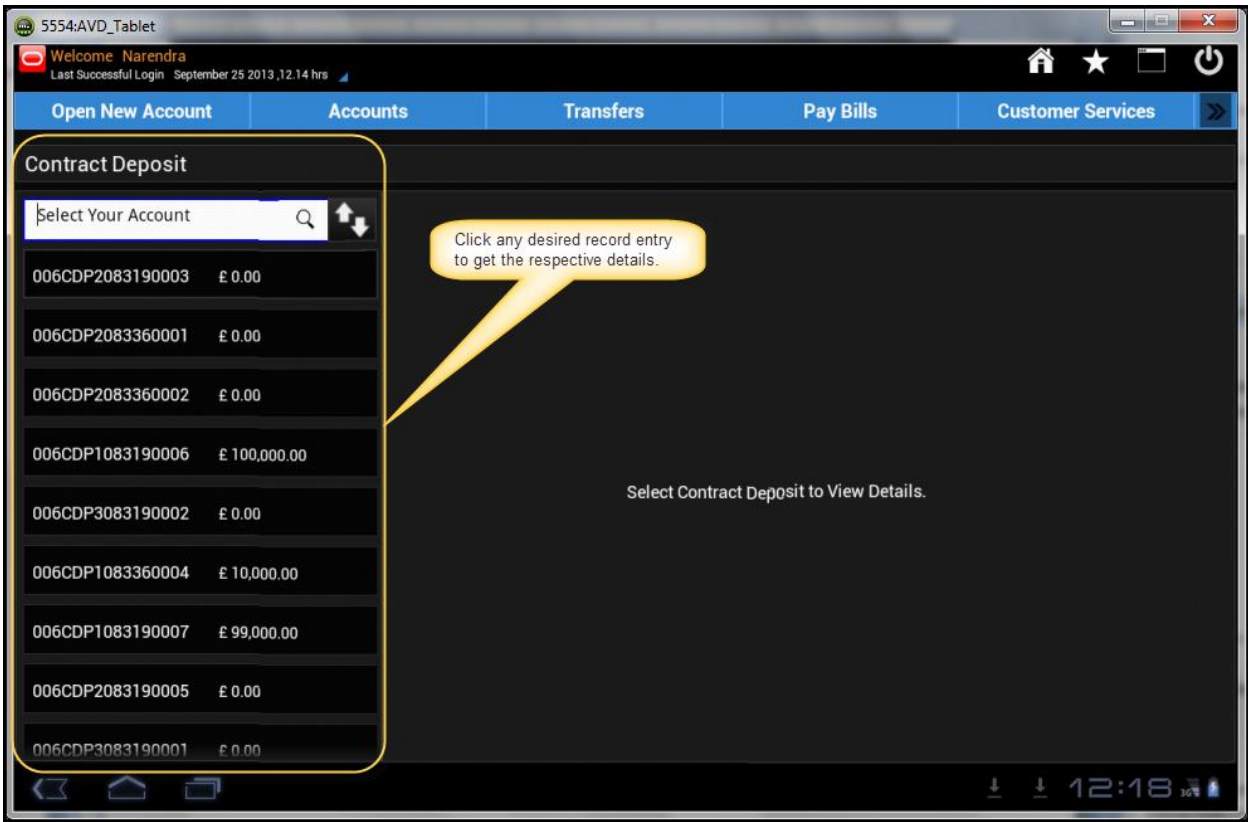 5554:AVD_Tablet
Welcome Narendra
Last Successful Login September 25 2013 ,12.14 hrs
Open New Account Accounts Transfers Pay Bills Customer Services
Contract Deposit
Select Your Account
Click any desired record entry
to get the respective details.
006CDP2083190003 £ 0.00
006CDP2083360001 £ 0.00
006CDP2083360002 £ 0.00
006CDP1083190006 £ 100,000.00
Select Contract Deposit to View Details.
006CDP3083190002 £ 0.00
006CDP1083360004 £ 10,000.00
006CDP1083190007 £ 99,000.00
006CDP2083190005 £ 0.00
006CDP3083190001 £ 0.00
12:18 3G